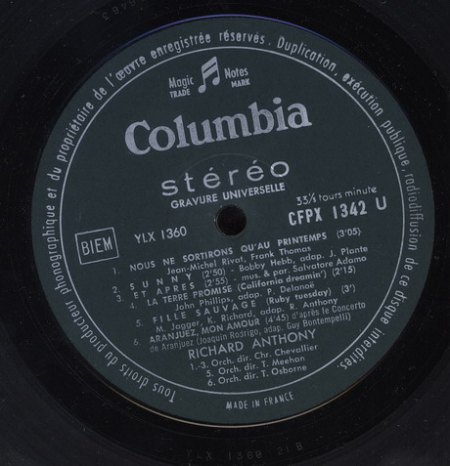 Tous droits du producteur phonographique et du propriétaire de l'œuvre enregistrée réservés. Duplication, exécution publique, radiodiffusion de ce disque interdites
Magic Notes
TRADE MARK
Columbia
stéréo
GRAVURE UNIVERSELLE
33⅓ tours minute
BIEM
YLX 1360
CFPX 1342 U
1. NOUS NE SORTIRONS QU'AU PRINTEMPS (3'05)
Jean-Michel Rivat, Frank Thomas
2. SUNNY (2'50) - Bobby Hebb, adap. J. Plante
3. ET APRES (2'55) - mus. & par. Salvatore Adamo
4. LA TERRE PROMISE (California dreamin') (2'15)
John Phillips, adap. P. Delanoë
5. FILLE SAUVAGE (Ruby tuesday) (3')
M. Jagger, K. Richard, adap. R. Anthony
6. ARANJUEZ, MON AMOUR (4'45) d'après le Concerto
de Aranjuez (Joaquin Rodrigo, adap. Guy Bontempelli)
RICHARD ANTHONY
1.-3. Orch. dir. Chr. Chevallier
5. Orch. dir. T. Meehan
6. Orch. dir. T. Osborne
MADE IN FRANCE
YLX 1360 21B